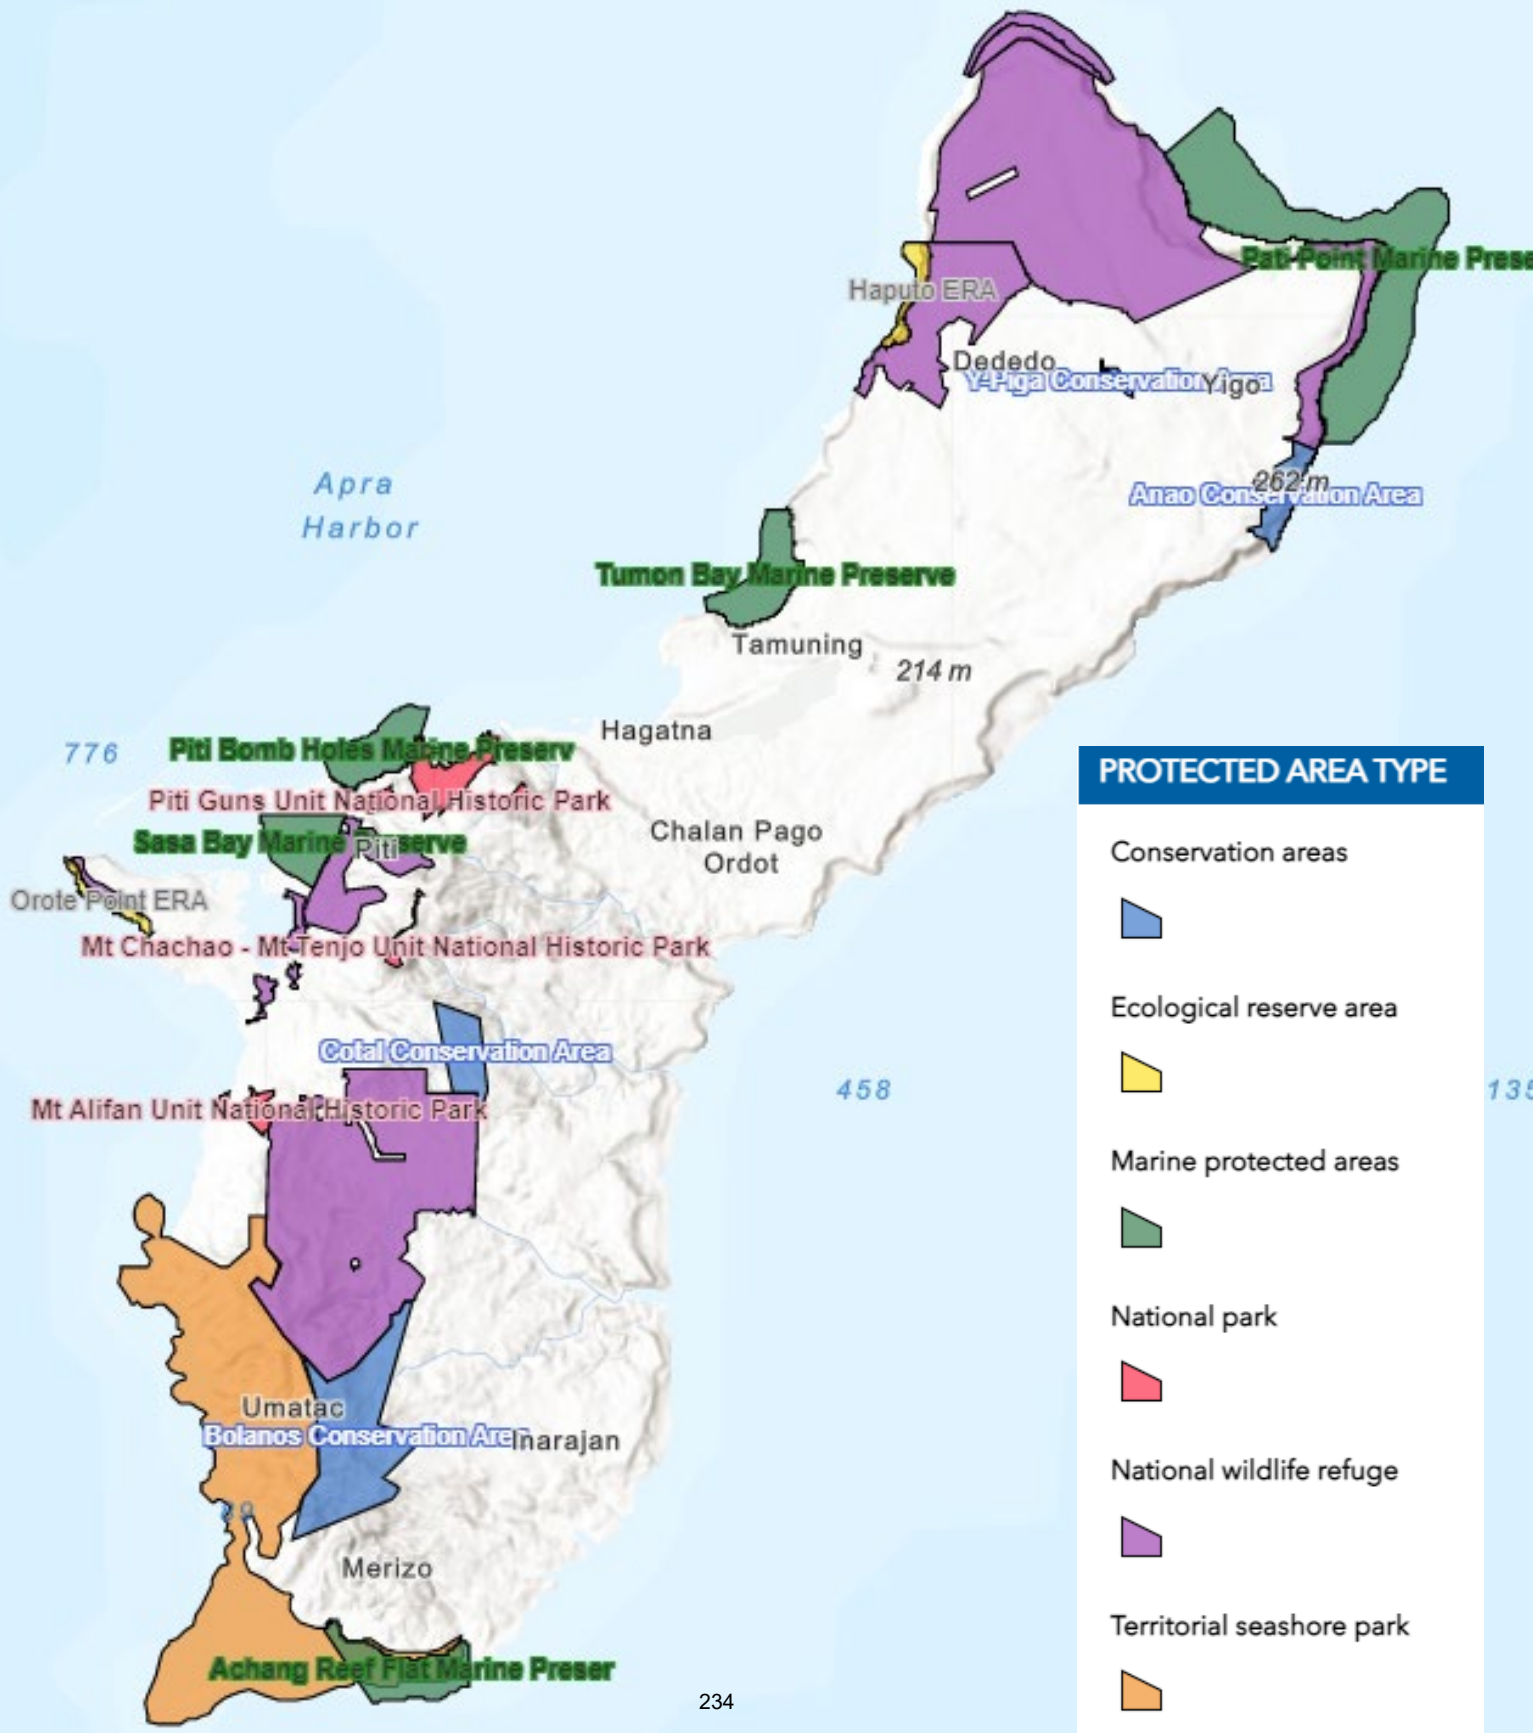 Pati Point Marine Prese
Haputo ERA
Dededo
Y-Piga Conservation Area
Yigo
Apra
Harbor
262 m
Anao Conservation Area
Tumon Bay Marine Preserve
Tamuning
214 m
Hagatna
776
Piti Bomb Holes Marine Preserv
Piti Guns Unit National Historic Park
Sasa Bay Marine Preserve
Piti
Chalan Pago
Ordot
Orote Point ERA
Mt Chachao - Mt Tenjo Unit National Historic Park
Cotal Conservation Area
Mt Alifan Unit National Historic Park
458
135
Umatac
Bolanos Conservation Are
Inarajan
Merizo
Achang Reef Flat Marine Preser
234
PROTECTED AREA TYPE
Conservation areas
Ecological reserve area
Marine protected areas
National park
National wildlife refuge
Territorial seashore park